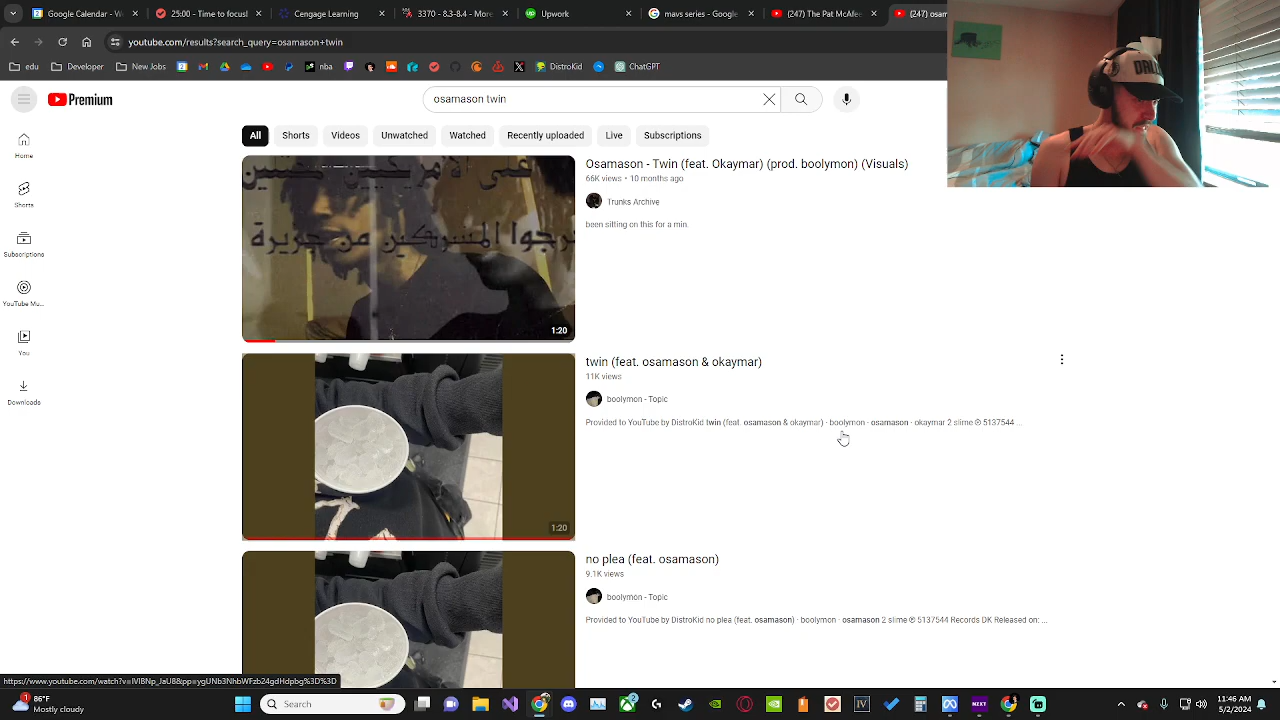 Google Calendar - W
25:00 - Time to focus!
Cengage Learning
3370 - 8.3-8.4: More
Upwork
mavs series - Google
(247) The Pat McAfee
(247) osam
youtube.com/results?search_query=osamason+twin
edu
Developer
New Jobs
nba
DistroKid
ChatGPT
DALL
Premium
osamason twin
All
Shorts
Videos
Unwatched
Watched
Recently uploaded
Live
Subscriptions
Home
Shorts
Subscriptions
YouTube Mu...
You
Downloads
1:20
Osamason - Twin (feat. Okaymar) (prod. boolymon) (Visuals)
66K views • 10 months ago
Trunks Archive
been sitting on this for a min.
1:20
twin (feat. osamason & okaymar)
11K views
boolymon - Topic
Provided to YouTube by DistroKid twin (feat. osamason & okaymar) · boolymon · osamason · okaymar 2 slime ℗ 5137544 ...
no plea (feat. osamason)
9.1K views
boolymon - Topic
Provided to YouTube by DistroKid no plea (feat. osamason) · boolymon · osamason 2 slime ℗ 5137544 Records DK Released on: ...
86°F
Mostly cloudy
Search
NEXT
11:46 AM
5/2/2024